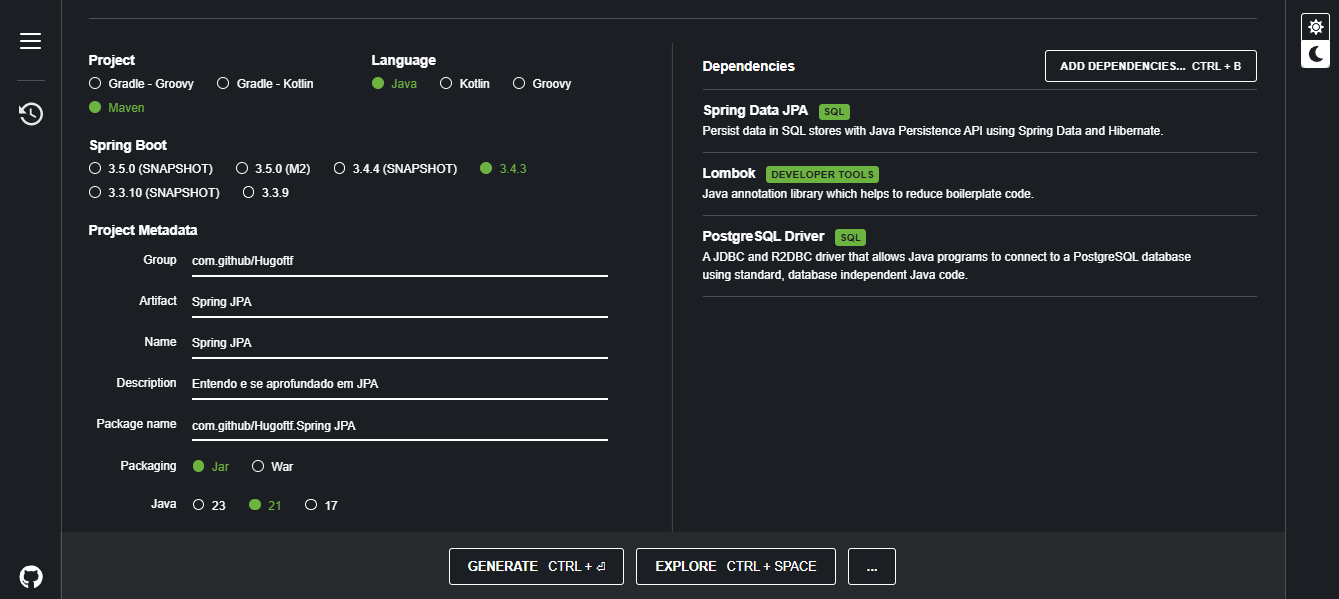 Project
Gradle - Groovy Gradle - Kotlin
Maven
Language
Java Kotlin Groovy
Spring Boot
3.5.0 (SNAPSHOT) 3.5.0 (M2) 3.4.4 (SNAPSHOT) 3.4.3
3.3.10 (SNAPSHOT) 3.3.9
Project Metadata
Group com.github/Hugoftf
Artifact Spring JPA
Name Spring JPA
Description Entendo e se aprofundado em JPA
Package name com.github/Hugoftf.Spring JPA
Packaging Jar War
Java 23 21 17
Dependencies
ADD DEPENDENCIES... CTRL + B
Spring Data JPA SQL
Persist data in SQL stores with Java Persistence API using Spring Data and Hibernate.
Lombok DEVELOPER TOOLS
Java annotation library which helps to reduce boilerplate code.
PostgreSQL Driver SQL
A JDBC and R2DBC driver that allows Java programs to connect to a PostgreSQL database
using standard, database independent Java code.
GENERATE CTRL + ⏎
EXPLORE CTRL + SPACE
...